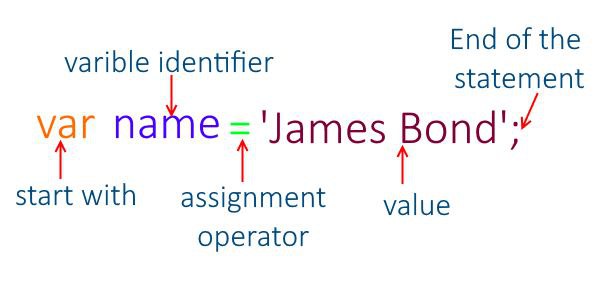 End of the
statement
varible identifier
var name = 'James Bond';
start with
assignment
operator
value